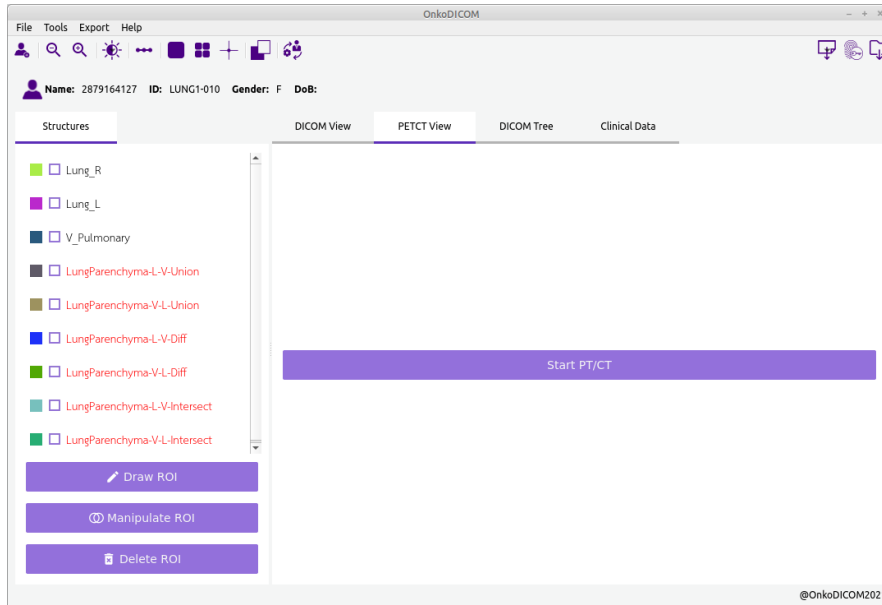 OnkoDICOM
File Tools Export Help
Name: 2879164127 ID: LUNG1-010 Gender: F DoB:
Structures
DICOM View PETCT View DICOM Tree Clinical Data
Lung_R
Lung_L
V_Pulmonary
LungParenchyma-L-V-Union
LungParenchyma-V-L-Union
LungParenchyma-L-V-Diff
LungParenchyma-V-L-Diff
LungParenchyma-L-V-Intersect
LungParenchyma-V-L-Intersect
Start PT/CT
Draw ROI
Manipulate ROI
Delete ROI
@OnkoDICOM202